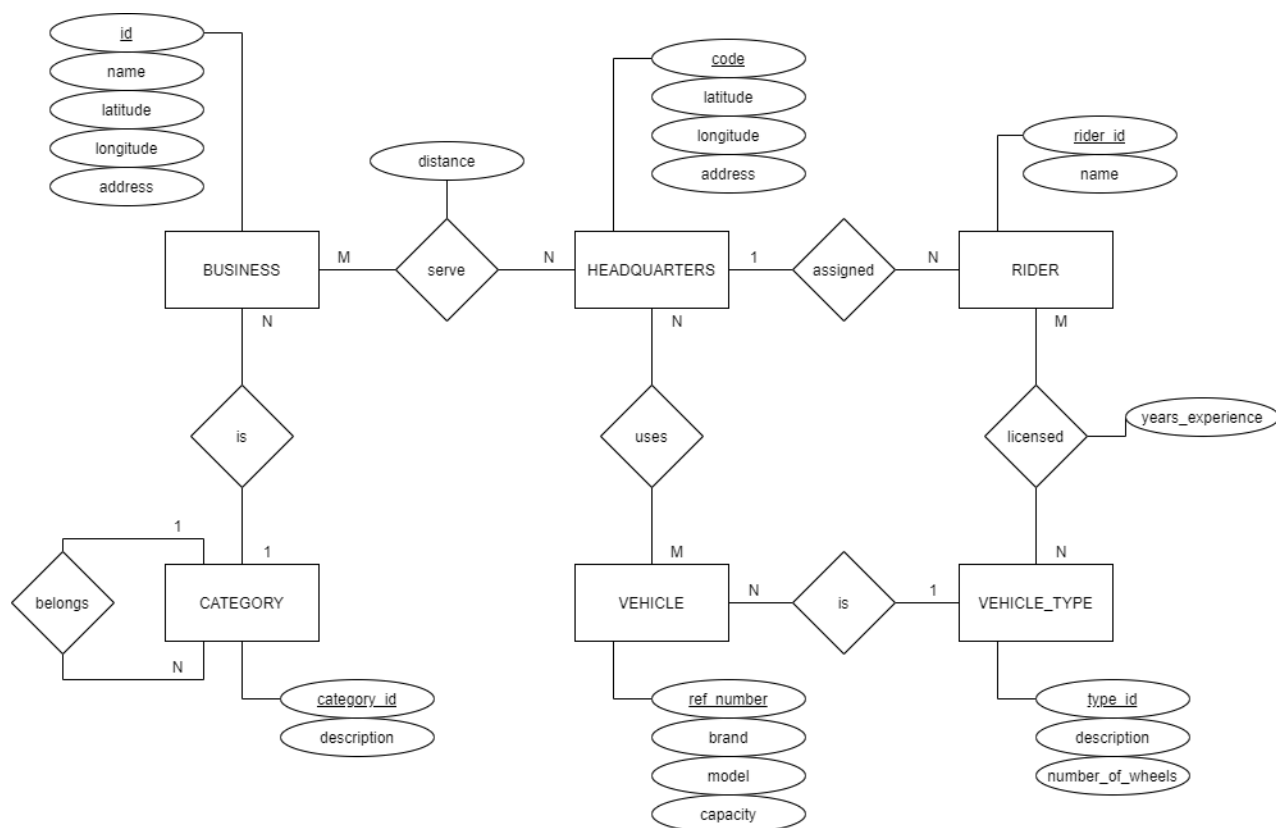 id
name
latitude
longitude
address
code
latitude
longitude
address
rider_id
name
distance
BUSINESS
M
serve
N
HEADQUARTERS
1
assigned
N
RIDER
N
N
M
is
uses
licensed
years_experience
1
1
M
N
belongs
CATEGORY
VEHICLE
N
is
1
VEHICLE_TYPE
N
category_id
description
ref_number
brand
model
capacity
type_id
description
number_of_wheels